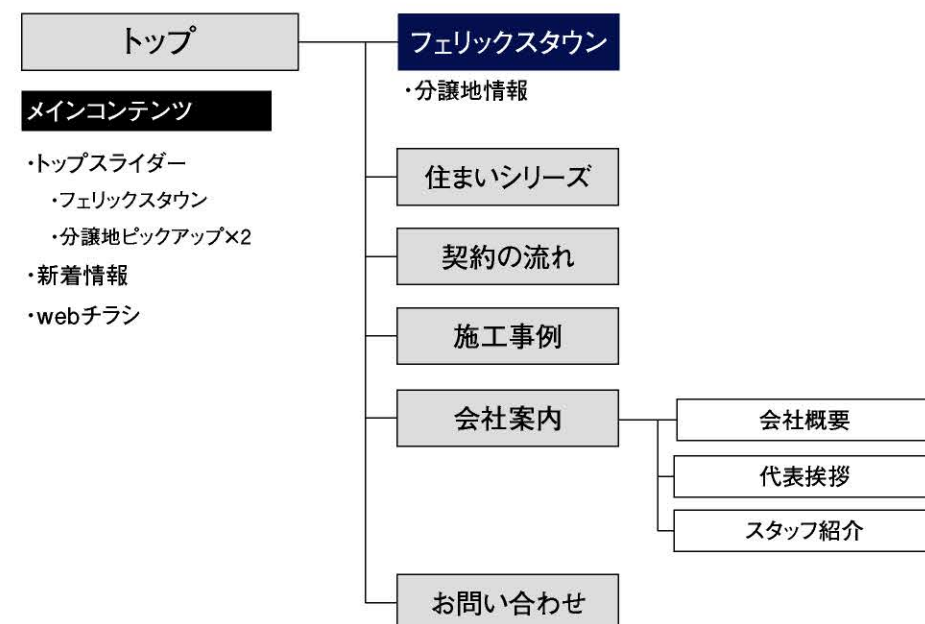 トップ
メインコンテンツ
・トップスライダー
・フェリックスタウン
・分譲地ピックアップ×2
・新着情報
・webチラシ
フェリックスタウン
・分譲地情報
住まいシリーズ
契約の流れ
施工事例
会社案内
会社概要
代表挨拶
スタッフ紹介
お問い合わせ